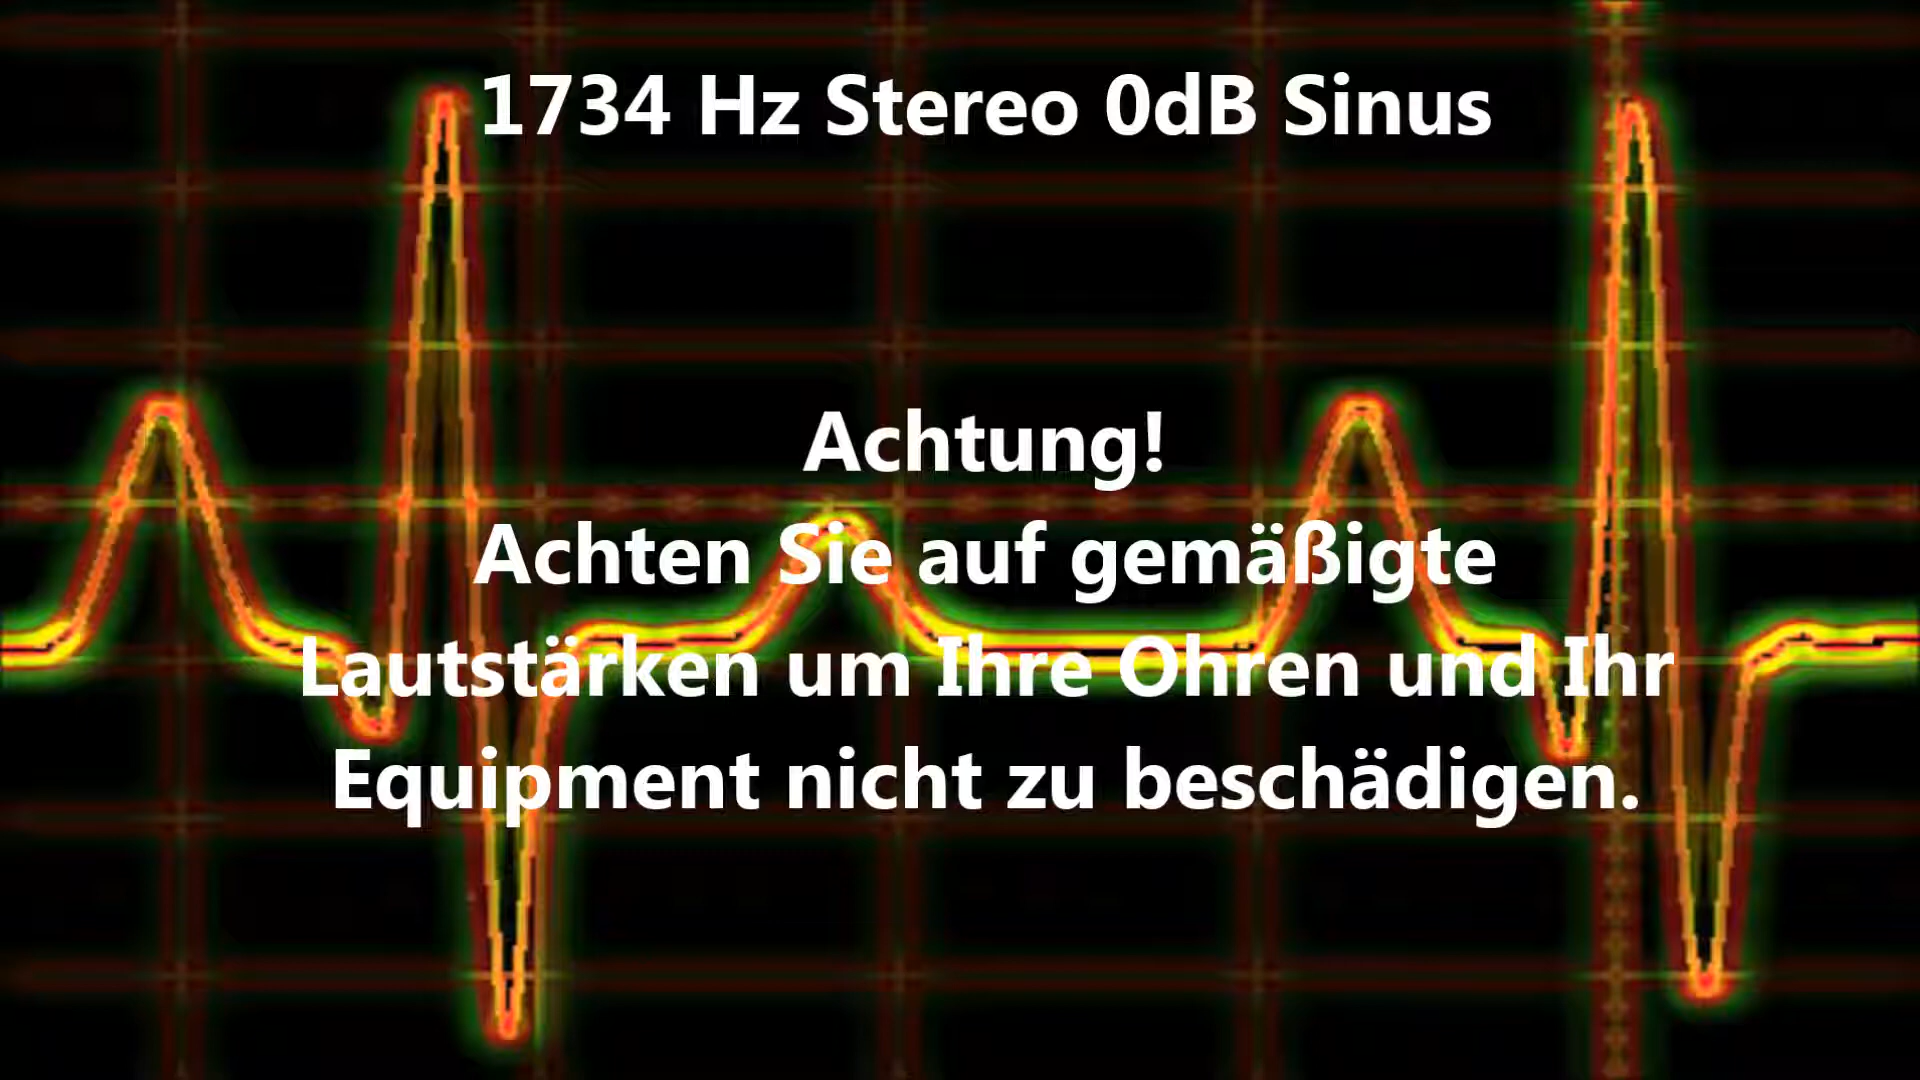 1734 Hz Stereo 0dB Sinus
Achtung!
Achten Sie auf gemäßigte
Lautstärken um Ihre Ohren und Ihr
Equipment nicht zu beschädigen.